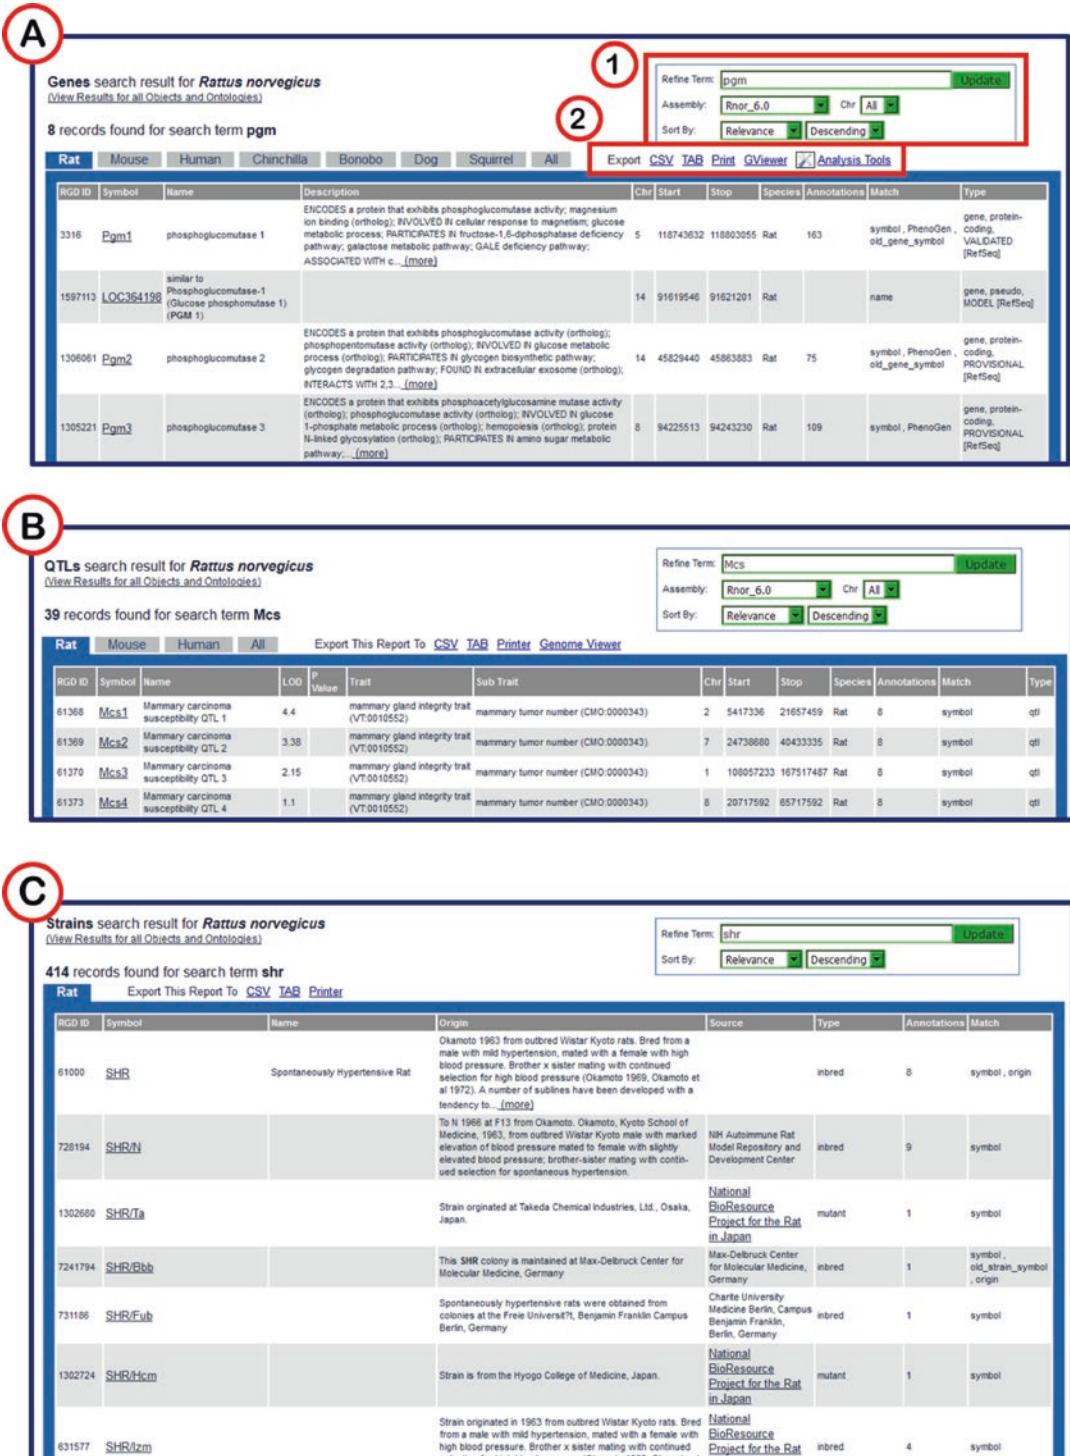 A
Genes search result for Rattus norvegicus
(View Results for all Objects and Ontologies)
8 records found for search term pgm
1
Refine Term: pgm Update
Assembly: Rnor_6.0 Chr All
Sort By: Relevance Descending
2
Rat Mouse Human Chinchilla Bonobo Dog Squirrel All Export CSV TAB Print GViewer Analysis Tools
RGD ID Symbol Name Description Chr Start Stop Species Annotations Match Type
ENCODES a protein that exhibits phosphoglucomutase activity; magnesium
ion binding (ortholog); INVOLVED IN cellular response to magnetism; glucose
metabolic process; PARTICIPATES IN fructose-1,6-diphosphatase deficiency
pathway; galactose metabolic pathway; GALE deficiency pathway;
ASSOCIATED WITH c... (more)
3316 Pgm1 phosphoglucomutase 1 5 118743632 118803055 Rat 163
symbol , PhenoGen ,
old_gene_symbol
gene, protein-
coding,
VALIDATED
[RefSeq]
1597113 LOC364198
similar to
Phosphoglucomutase-1
(Glucose phosphomutase 1)
(PGM 1)
14 91619546 91621201 Rat name
gene, pseudo,
MODEL [RefSeq]
ENCODES a protein that exhibits phosphoglucomutase activity (ortholog);
phosphopentomutase activity (ortholog); INVOLVED IN glucose metabolic
process (ortholog); PARTICIPATES IN glycogen biosynthetic pathway;
glycogen degradation pathway; FOUND IN extracellular exosome (ortholog);
INTERACTS WITH 2,3... (more)
1306061 Pgm2 phosphoglucomutase 2 14 45829440 45863883 Rat 75
symbol , PhenoGen ,
old_gene_symbol
gene, protein-
coding,
PROVISIONAL
[RefSeq]
ENCODES a protein that exhibits phosphoacetylglucosamine mutase activity
(ortholog); phosphoglucomutase activity (ortholog); INVOLVED IN glucose
1-phosphate metabolic process (ortholog); hemopoiesis (ortholog); protein
N-linked glycosylation (ortholog); PARTICIPATES IN amino sugar metabolic
pathway;... (more)
1305221 Pgm3 phosphoglucomutase 3 8 94225513 94243230 Rat 109 symbol , PhenoGen
gene, protein-
coding,
PROVISIONAL
[RefSeq]
B
QTLs search result for Rattus norvegicus
(View Results for all Objects and Ontologies)
39 records found for search term Mcs
Refine Term: Mcs Update
Assembly: Rnor_6.0 Chr All
Sort By: Relevance Descending
Rat Mouse Human All Export This Report To CSV TAB Printer Genome Viewer
RGD ID Symbol Name LOD P Value Trait Sub Trait Chr Start Stop Species Annotations Match Type
61368 Mcs1 Mammary carcinoma susceptibility QTL 1 4.4 mammary gland integrity trait (VT:0010552) mammary tumor number (CMO:0000343) 2 5417336 21657459 Rat 8 symbol qtl
61369 Mcs2 Mammary carcinoma susceptibility QTL 2 3.38 mammary gland integrity trait (VT:0010552) mammary tumor number (CMO:0000343) 7 24738680 40433335 Rat 8 symbol qtl
61370 Mcs3 Mammary carcinoma susceptibility QTL 3 2.15 mammary gland integrity trait (VT:0010552) mammary tumor number (CMO:0000343) 1 108057233 167517487 Rat 8 symbol qtl
61373 Mcs4 Mammary carcinoma susceptibility QTL 4 1.1 mammary gland integrity trait (VT:0010552) mammary tumor number (CMO:0000343) 8 20717592 65717592 Rat 8 symbol qtl
C
Strains search result for Rattus norvegicus
(View Results for all Objects and Ontologies)
414 records found for search term shr
Refine Term: shr Update
Sort By: Relevance Descending
Rat Export This Report To CSV TAB Printer
RGD ID Symbol Name Origin Source Type Annotations Match
Okamoto 1963 from outbred Wistar Kyoto rats. Bred from a
male with mild hypertension, mated with a female with high
blood pressure. Brother x sister mating with continued
selection for high blood pressure (Okamoto 1969, Okamoto et
al 1972). A number of sublines have been developed with a
tendency to... (more)
61000 SHR Spontaneously Hypertensive Rat inbred 8 symbol , origin
To N 1966 at F13 from Okamoto. Okamoto, Kyoto School of
Medicine, 1963, from outbred Wistar Kyoto male with marked
elevation of blood pressure mated to female with slightly
elevated blood pressure; brother-sister mating with contin-
ued selection for spontaneous hypertension.
728194 SHR/N
NIH Autoimmune Rat
Model Repository and
Development Center
inbred 9 symbol
1302680 SHR/Ta
Strain orginated at Takeda Chemical Industries, Ltd., Osaka,
Japan.
National
BioResource
Project for the Rat
in Japan
mutant 1 symbol
7241794 SHR/Bbb
This SHR colony is maintained at Max-Delbruck Center for
Molecular Medicine, Germany
Max-Delbruck Center
for Molecular Medicine,
Germany
inbred 1
symbol ,
old_strain_symbol
, origin
731186 SHR/Fub
Spontaneously hypertensive rats were obtained from
colonies at the Freie Universit?t, Benjamin Franklin Campus
Berlin, Germany
Charite University
Medicine Berlin, Campus
Benjamin Franklin,
Berlin, Germany
inbred 1 symbol
1302724 SHR/Hcm
Strain is from the Hyogo College of Medicine, Japan.
National
BioResource
Project for the Rat
in Japan
mutant 1 symbol
631577 SHR/Izm
Strain originated in 1963 from outbred Wistar Kyoto rats. Bred
from a male with mild hypertension, mated with a female with
high blood pressure. Brother x sister mating with continued
National
BioResource
Project for the Rat
inbred 4 symbol